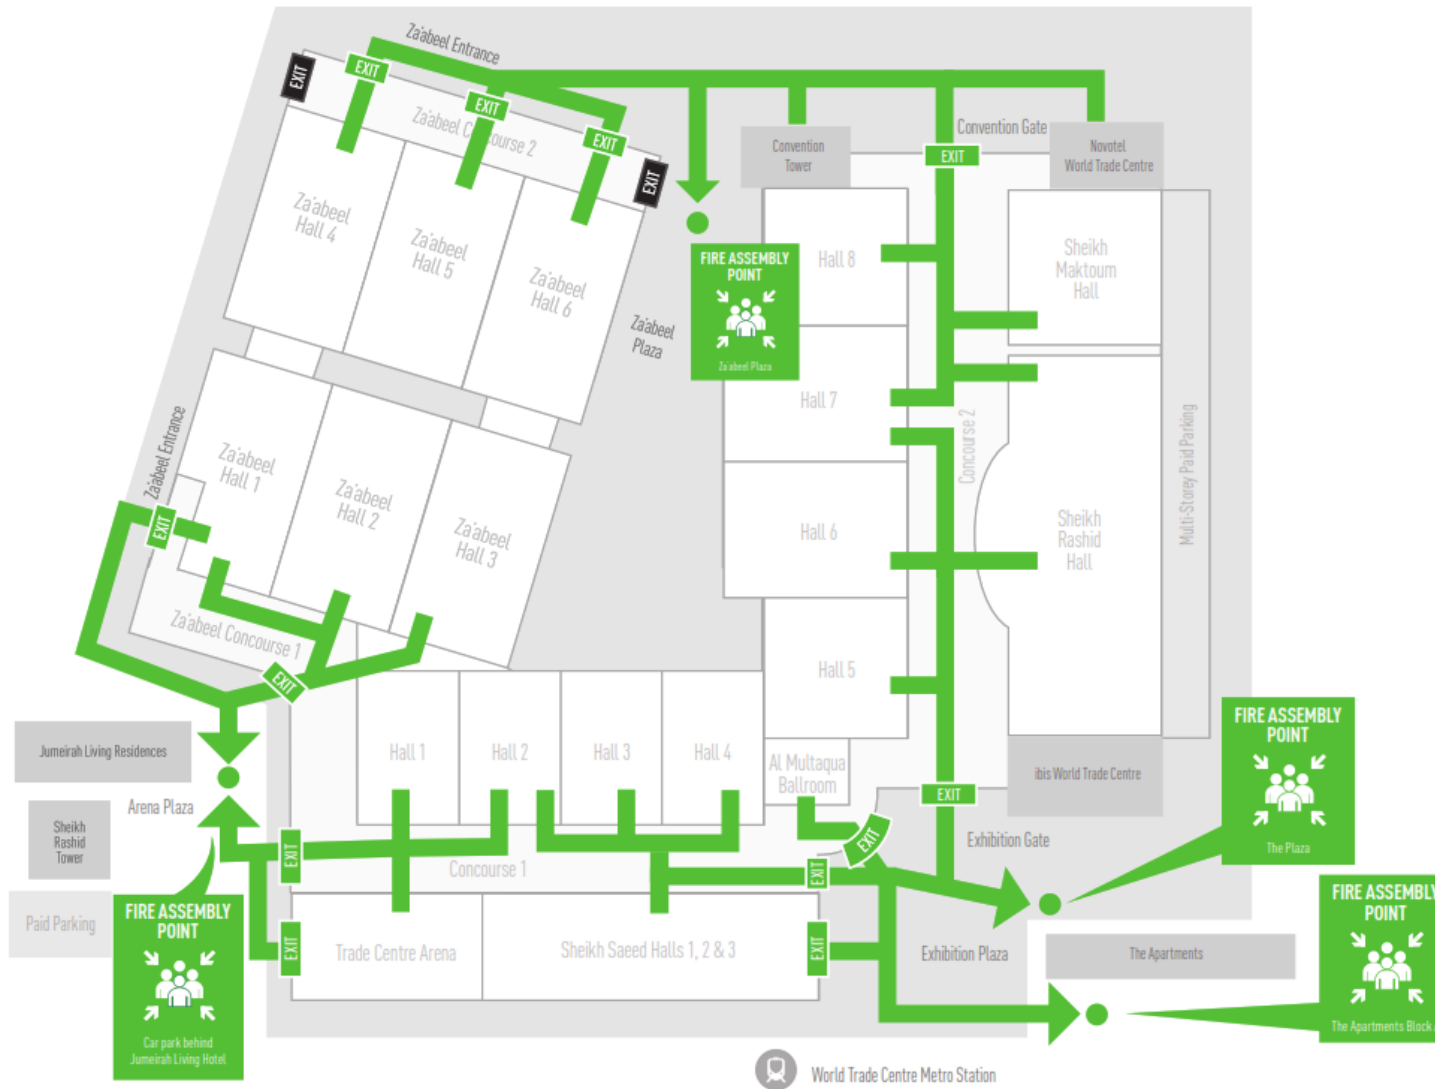 Za'abeel Entrance
EXIT
EXIT
EXIT
EXIT
EXIT
Za'abeel Concourse 2
Convention Gate
EXIT
Convention
Tower
Novotel
World Trade Centre
Za'abeel
Hall 4
Za'abeel
Hall 5
Za'abeel
Hall 6
Za'abeel
Plaza
FIRE ASSEMBLY
POINT
Za'abeel Plaza
Hall 8
Sheikh
Maktoum
Hall
Hall 7
Concourse 2
Multi-Storey Paid Parking
Za'abeel Entrance
EXIT
Za'abeel
Hall 1
Za'abeel
Hall 2
Za'abeel
Hall 3
Hall 6
Sheikh
Rashid
Hall
Za'abeel Concourse 1
EXIT
Hall 5
Jumeirah Living Residences
Hall 1
Hall 2
Hall 3
Hall 4
Al Multaqua
Ballroom
ibis World Trade Centre
EXIT
FIRE ASSEMBLY
POINT
The Plaza
Arena Plaza
Sheikh
Rashid
Tower
EXIT
Concourse 1
EXIT
EXIT
Exhibition Gate
Paid Parking
FIRE ASSEMBLY
POINT
Car park behind
Jumeirah Living Hotel
EXIT
Trade Centre Arena
Sheikh Saeed Halls 1, 2 & 3
EXIT
Exhibition Plaza
The Apartments
FIRE ASSEMBLY
POINT
The Apartments Block
World Trade Centre Metro Station